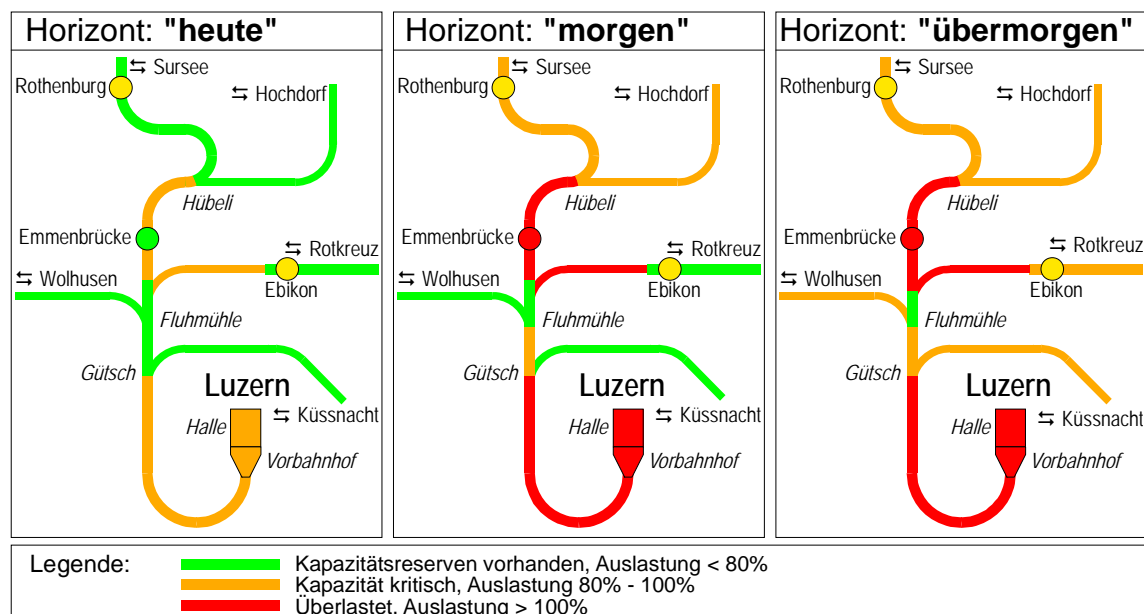 Horizont: "heute"
⇆ Sursee
Rothenburg
⇆ Hochdorf
Hübeli
Emmenbrücke
⇆ Rotkreuz
⇆ Wolhusen
Ebikon
Fluhmühle
Gütsch
Luzern
⇆ Küssnacht
Halle
Vorbahnhof
Horizont: "morgen"
⇆ Sursee
Rothenburg
⇆ Hochdorf
Hübeli
Emmenbrücke
⇆ Rotkreuz
⇆ Wolhusen
Ebikon
Fluhmühle
Gütsch
Luzern
⇆ Küssnacht
Halle
Vorbahnhof
Horizont: "übermorgen"
⇆ Sursee
Rothenburg
⇆ Hochdorf
Hübeli
Emmenbrücke
⇆ Rotkreuz
⇆ Wolhusen
Ebikon
Fluhmühle
Gütsch
Luzern
⇆ Küssnacht
Halle
Vorbahnhof
Legende:
Kapazitätsreserven vorhanden, Auslastung < 80%
Kapazität kritisch, Auslastung 80% - 100%
Überlastet, Auslastung > 100%